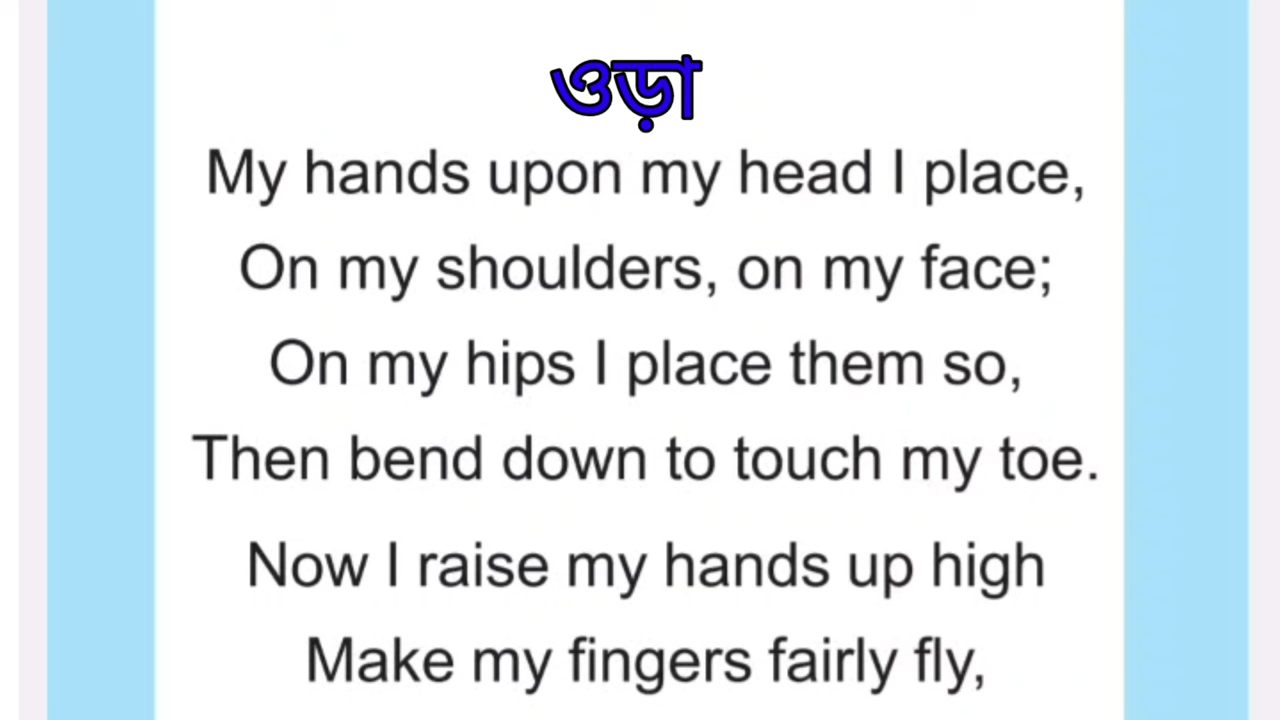 ওড়া
My hands upon my head I place,
On my shoulders, on my face;
On my hips I place them so,
Then bend down to touch my toe.
Now I raise my hands up high
Make my fingers fairly fly,